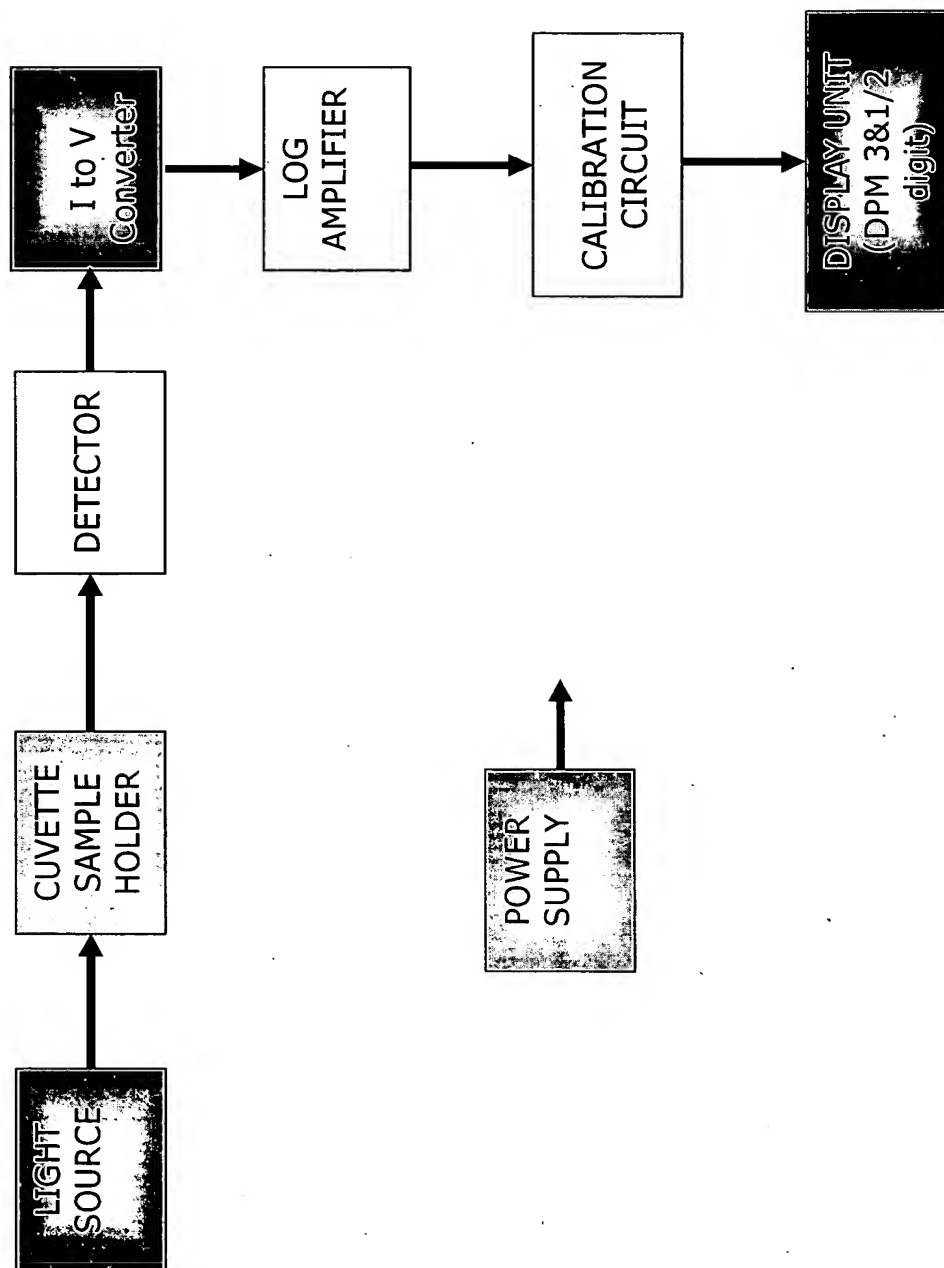 LIGHT
SOURCE
CUVETTE
SAMPLE
HOLDER
DETECTOR
I to V
Converter
LOG
AMPLIFIER
CALIBRATION
CIRCUIT
DISPLAY UNIT
(DPM 3&1/2
digit)
POWER
SUPPLY